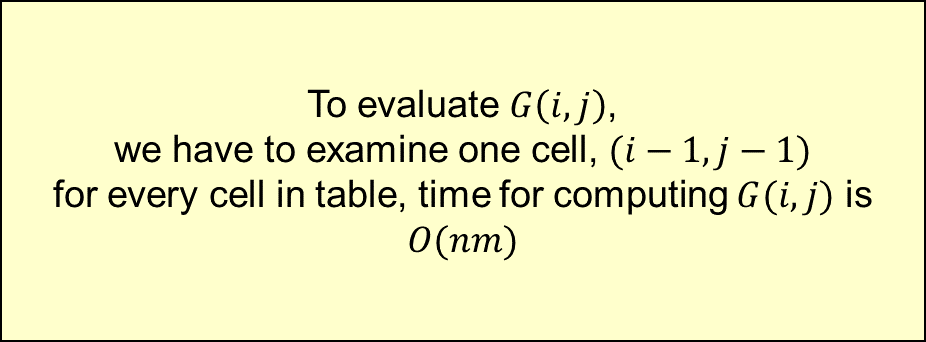 To evaluate G(i, j),
we have to examine one cell, (i − 1, j − 1)
for every cell in table, time for computing G(i, j) is
O(nm)